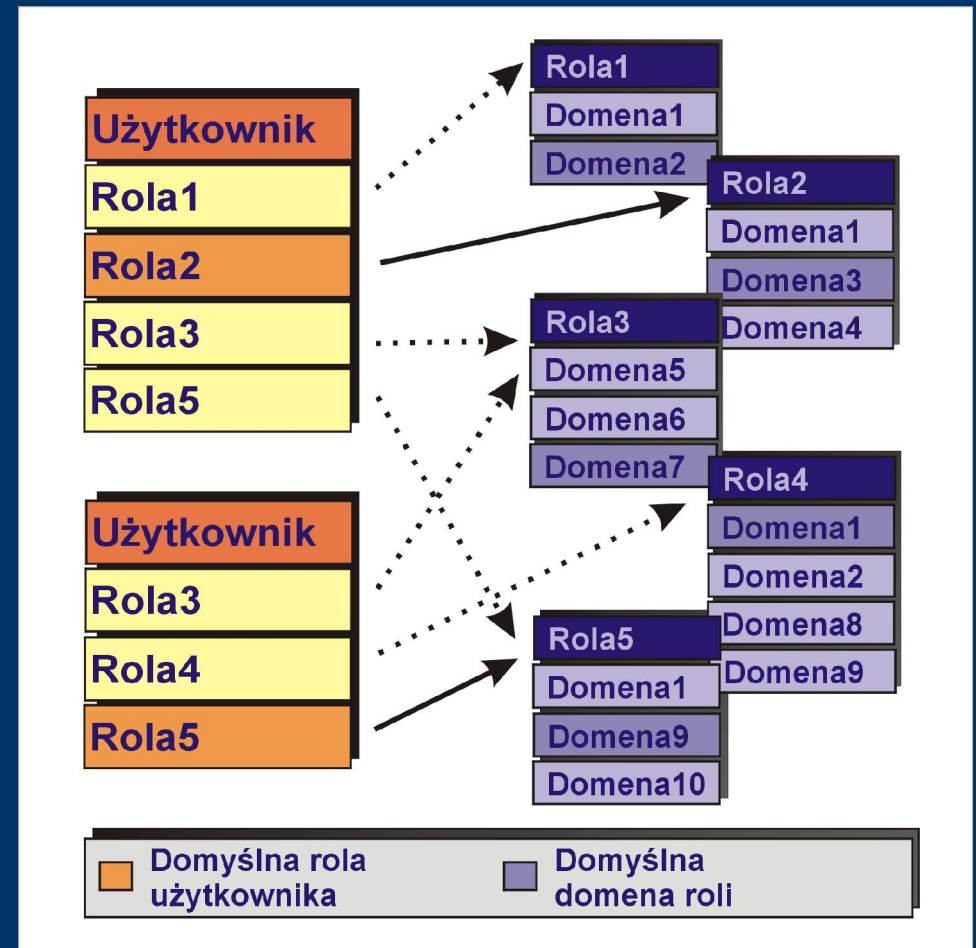 Użytkownik
Rola1
Rola2
Rola3
Rola5
Użytkownik
Rola3
Rola4
Rola5
Rola1
Domena1
Domena2
Rola2
Domena1
Domena3
Domena4
Rola3
Domena5
Domena6
Domena7
Rola4
Domena1
Domena2
Domena8
Domena9
Rola5
Domena1
Domena9
Domena10
Domyślna rola
użytkownika
Domyślna
domena roli